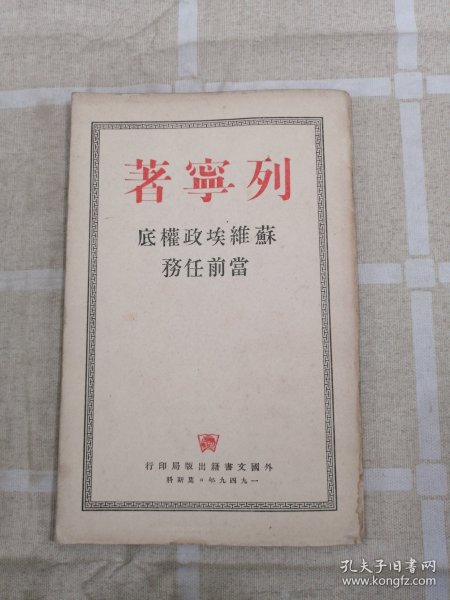 列寧著
蘇維埃政權底
當前任務
外國文書籍出版局印行
一九四九年 莫斯科
孔夫子旧书网
www.kongfz.com